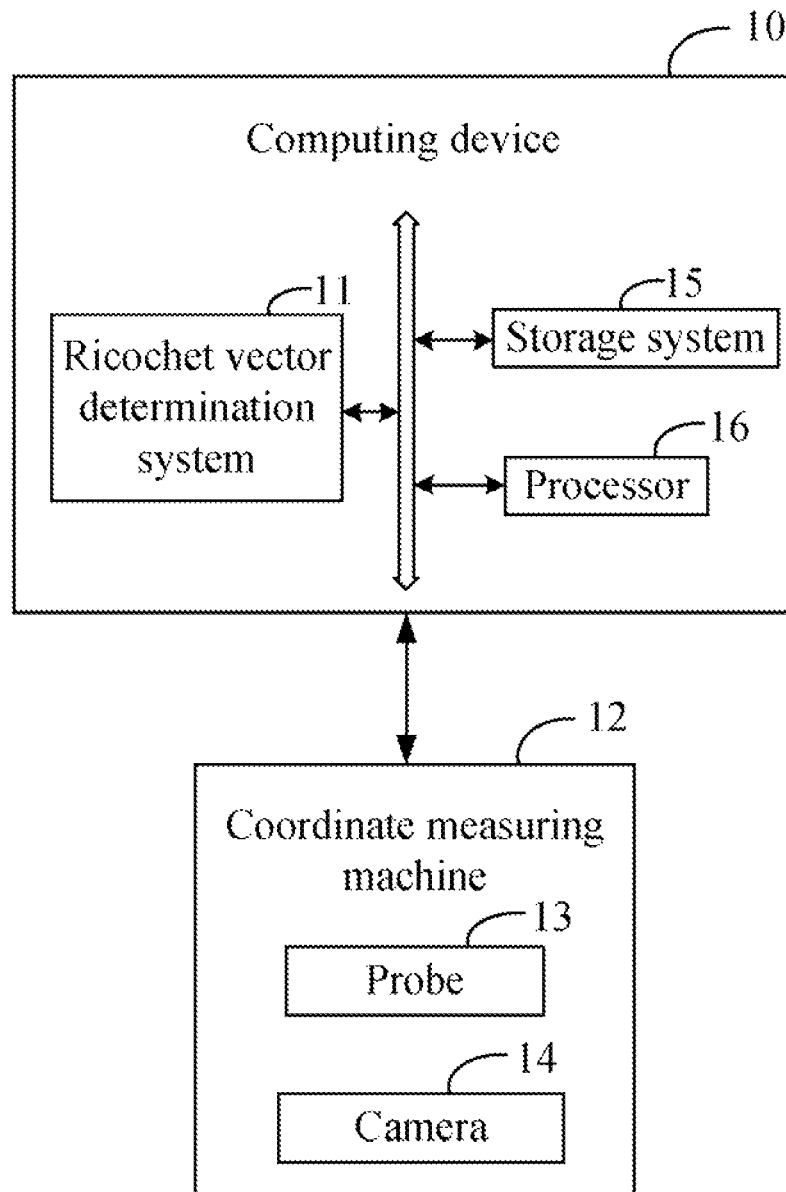 10
Computing device
11
Ricochet vector
determination
system
15
Storage system
16
Processor
12
Coordinate measuring
machine
13
Probe
14
Camera